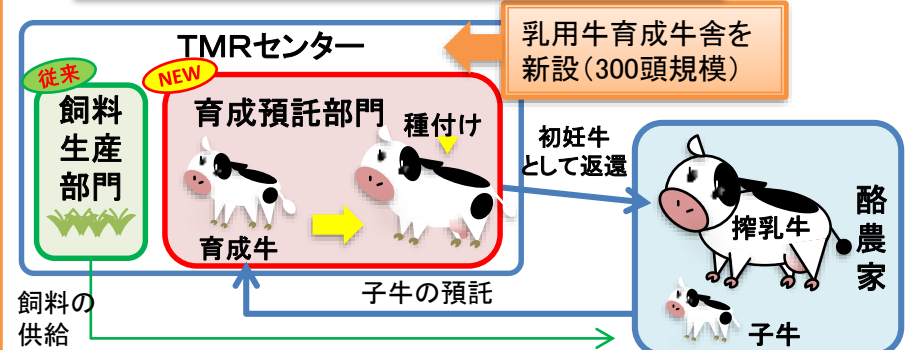 TMRセンター
乳用牛育成牛舎を
新設(300頭規模)
従来
飼料
生産
部門
NEW
育成預託部門
種付け
育成牛
初妊牛
として返還
酪
農
家
搾乳牛
子牛
子牛の預託
飼料の
供給